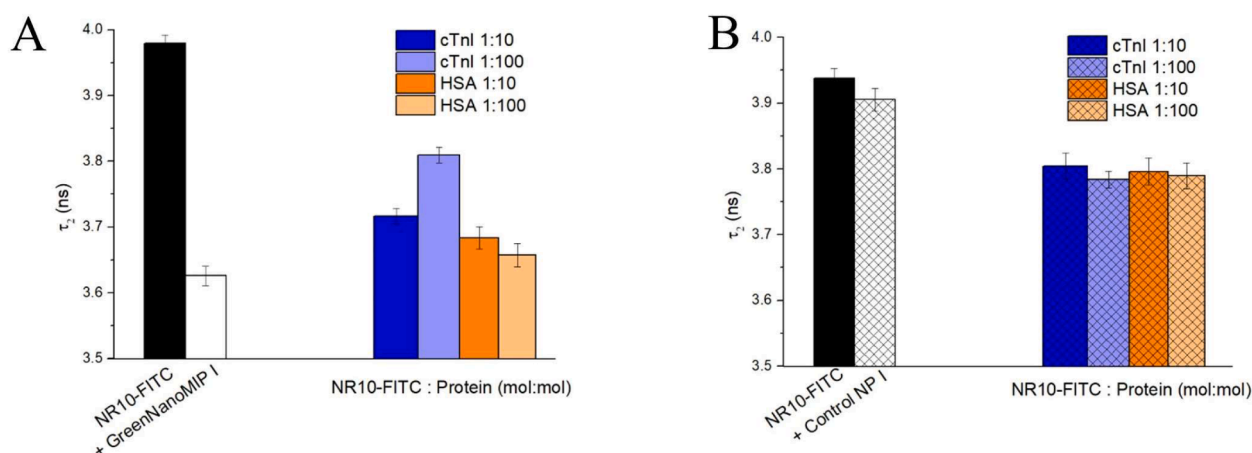 A
4.0
3.9
3.8
3.7
3.6
3.5
τ₂ (ns)
cTnI 1:10
cTnI 1:100
HSA 1:10
HSA 1:100
NR10-FITC
+ GreenNanoMIP I
NR10-FITC : Protein (mol:mol)
B
4.0
3.9
3.8
3.7
3.6
3.5
τ₂ (ns)
cTnI 1:10
cTnI 1:100
HSA 1:10
HSA 1:100
NR10-FITC
+ Control NP I
NR10-FITC : Protein (mol:mol)